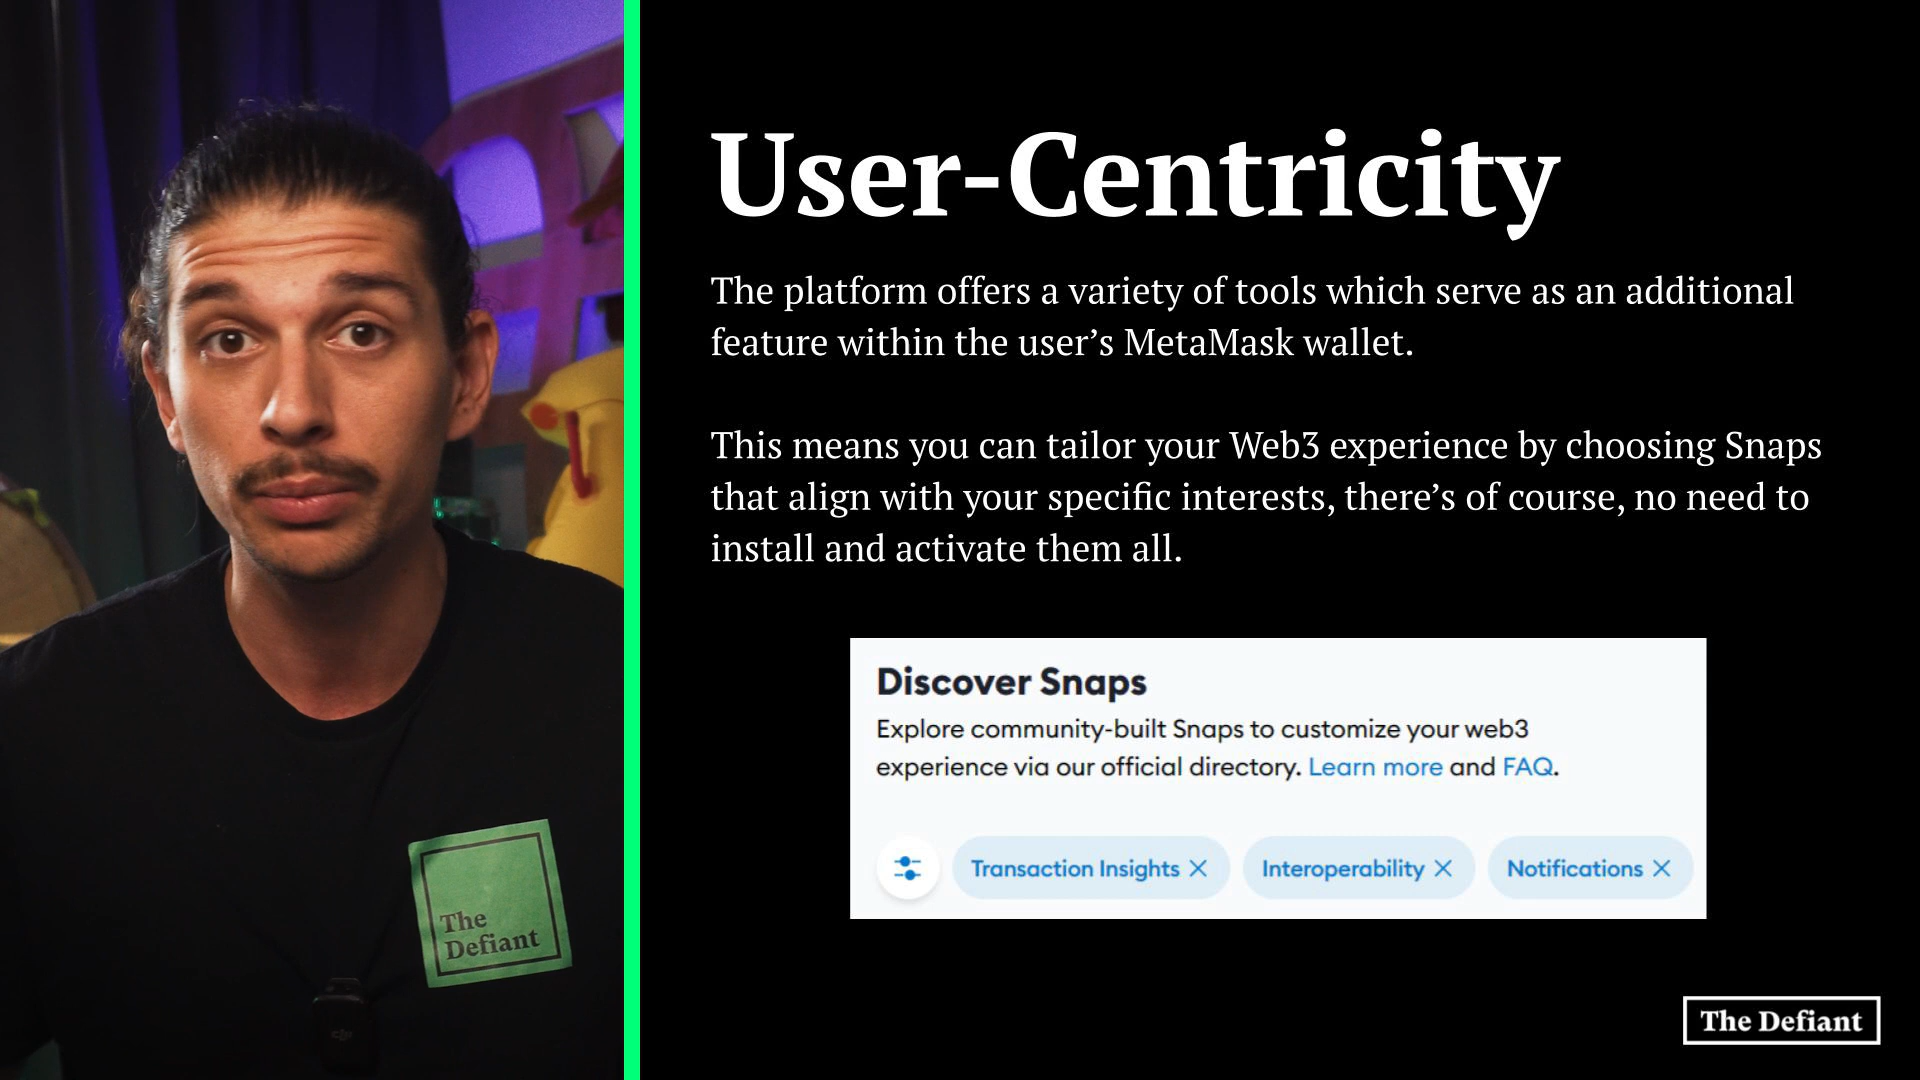 User-Centricity
The platform offers a variety of tools which serve as an additional
feature within the user’s MetaMask wallet.
This means you can tailor your Web3 experience by choosing Snaps
that align with your specific interests, there’s of course, no need to
install and activate them all.
Discover Snaps
Explore community-built Snaps to customize your web3
experience via our official directory. Learn more and FAQ.
Transaction Insights
Interoperability
Notifications
The
Defiant
dji
The Defiant